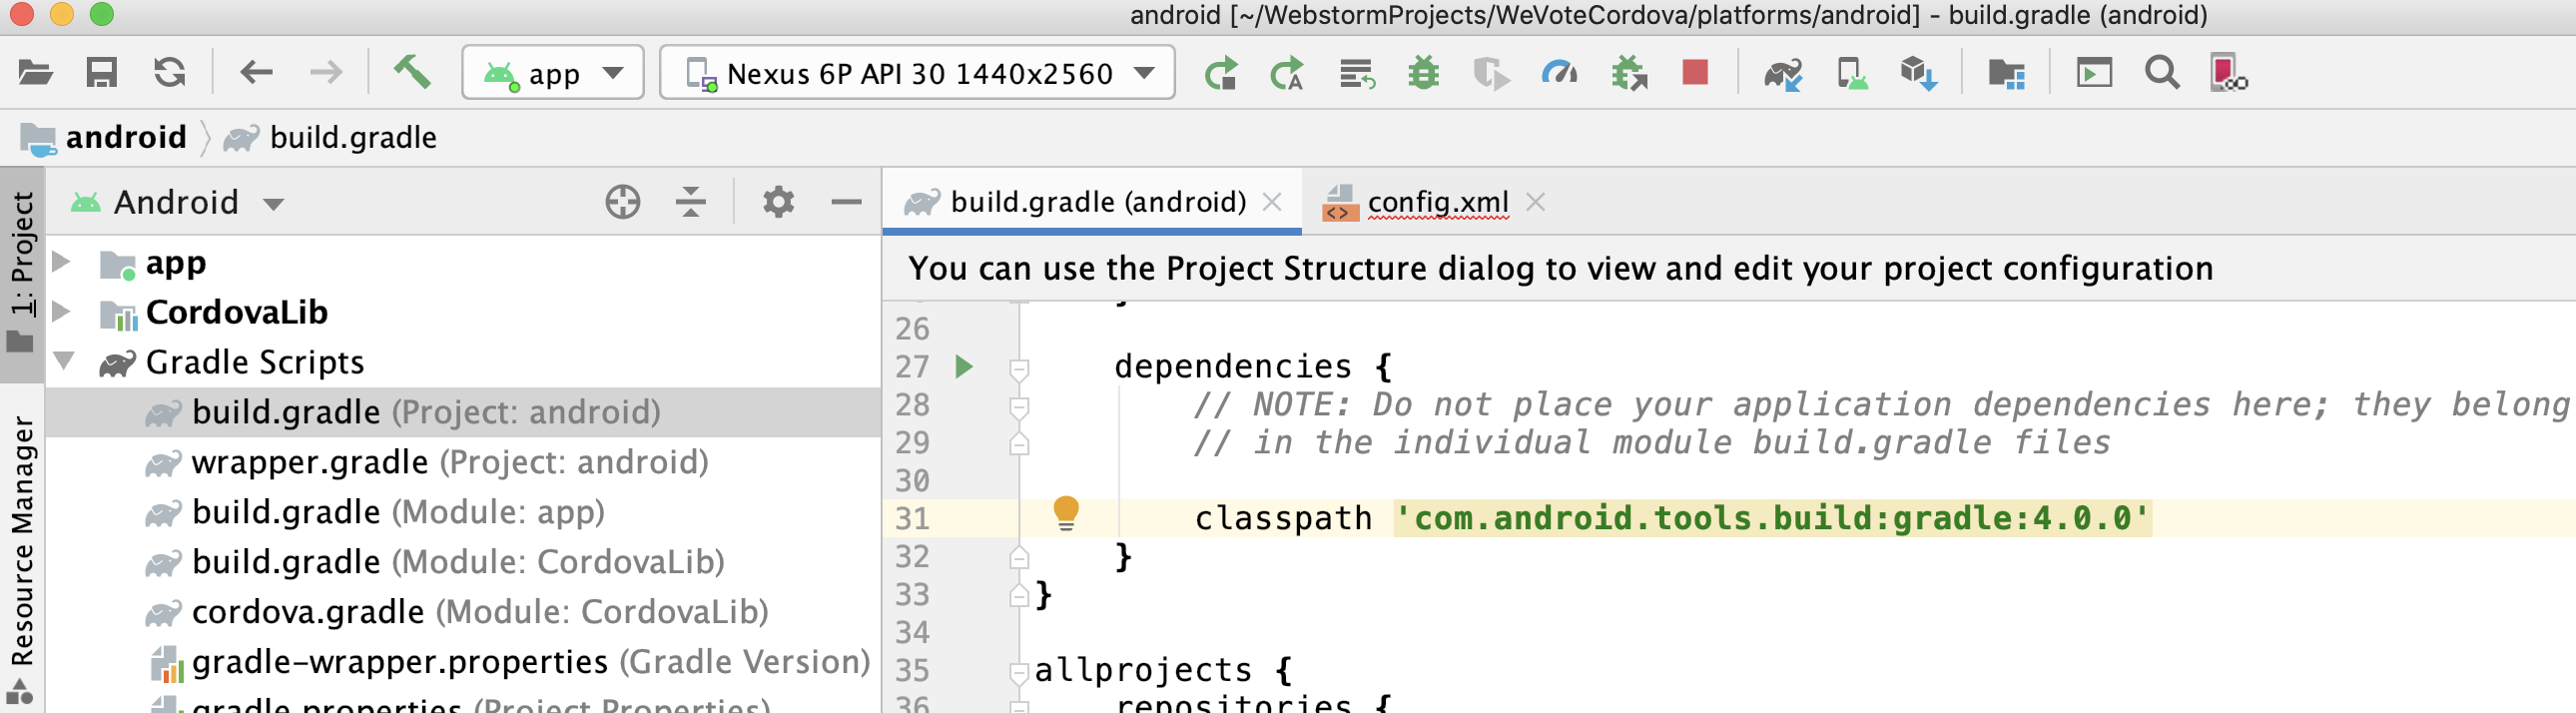 android [~/WebstormProjects/WeVoteCordova/platforms/android] - build.gradle (android)
app
Nexus 6P API 30 1440x2560
android
build.gradle
1: Project
Resource Manager
Android
app
CordovaLib
Gradle Scripts
build.gradle (Project: android)
wrapper.gradle (Project: android)
build.gradle (Module: app)
build.gradle (Module: CordovaLib)
cordova.gradle (Module: CordovaLib)
gradle-wrapper.properties (Gradle Version)
gradle.properties (Project Properties)
build.gradle (android)
config.xml
You can use the Project Structure dialog to view and edit your project configuration
26
27 dependencies {
28 // NOTE: Do not place your application dependencies here; they belong
29 // in the individual module build.gradle files
30
31 classpath 'com.android.tools.build:gradle:4.0.0'
32 }
33 }
34
35 allprojects {
36 repositories {